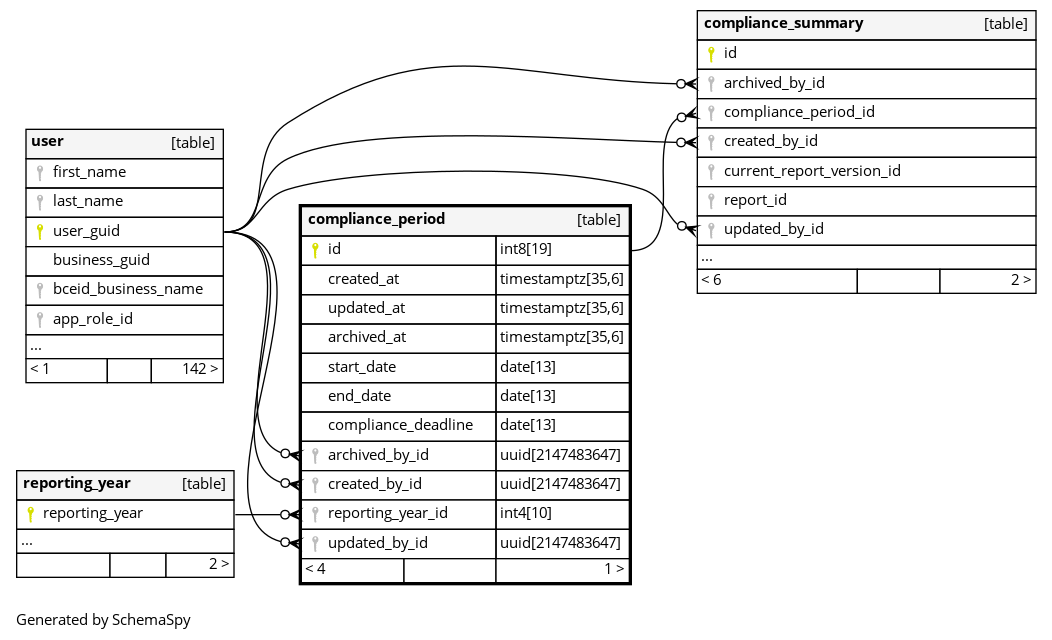 compliance_summary [table]
id
archived_by_id
compliance_period_id
created_by_id
current_report_version_id
report_id
updated_by_id
...
< 6 2 >
user [table]
first_name
last_name
user_guid
business_guid
bceid_business_name
app_role_id
...
< 1 142 >
compliance_period [table]
id int8[19]
created_at timestamptz[35,6]
updated_at timestamptz[35,6]
archived_at timestamptz[35,6]
start_date date[13]
end_date date[13]
compliance_deadline date[13]
archived_by_id uuid[2147483647]
created_by_id uuid[2147483647]
reporting_year_id int4[10]
updated_by_id uuid[2147483647]
< 4 1 >
reporting_year [table]
reporting_year
...
2 >
Generated by SchemaSpy